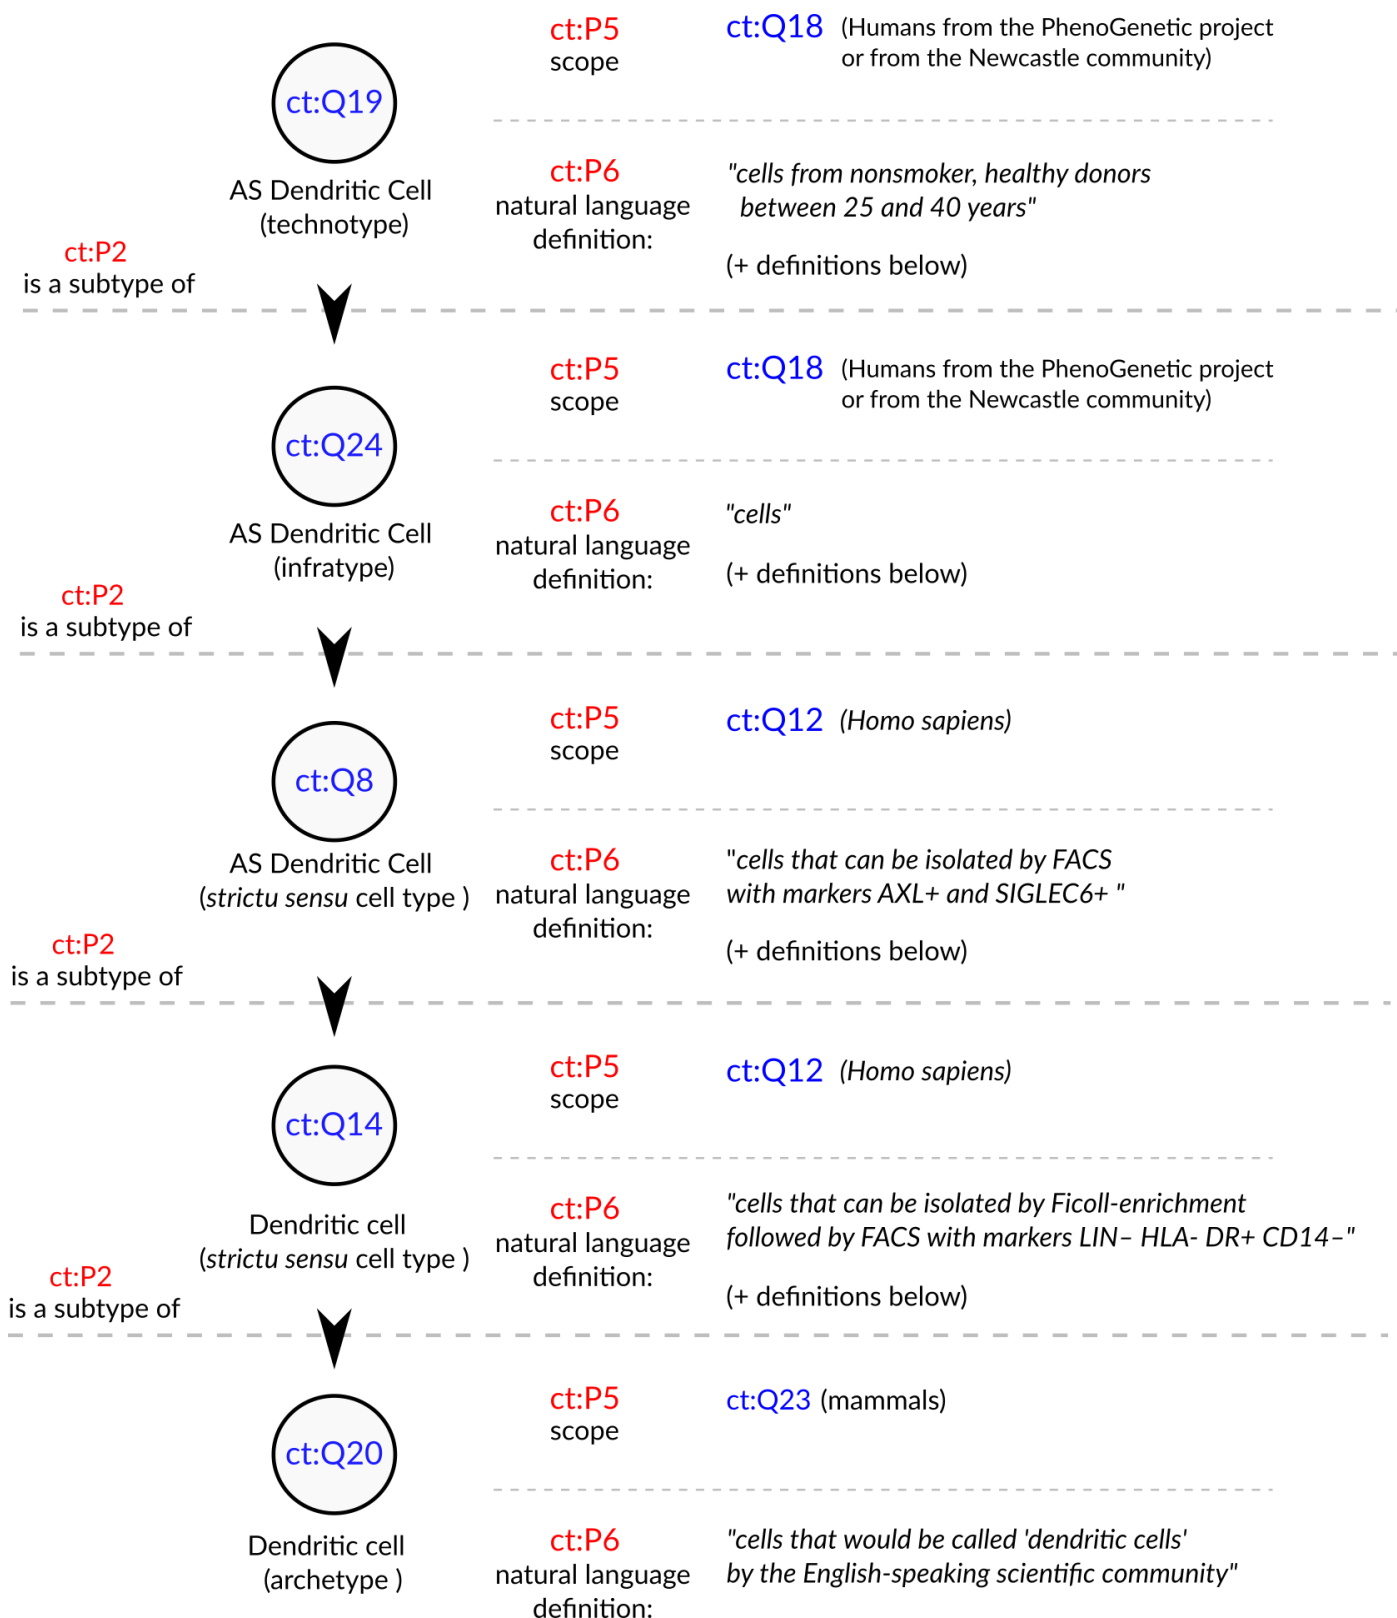 ct:P5
scope
ct:Q18 (Humans from the PhenoGenetic project
or from the Newcastle community)
ct:Q19
AS Dendritic Cell
(technotype)
ct:P6
natural language
definition:
"cells from nonsmoker, healthy donors
between 25 and 40 years"
(+ definitions below)
ct:P2
is a subtype of
ct:P5
scope
ct:Q18 (Humans from the PhenoGenetic project
or from the Newcastle community)
ct:Q24
AS Dendritic Cell
(infratype)
ct:P6
natural language
definition:
"cells"
(+ definitions below)
ct:P2
is a subtype of
ct:P5
scope
ct:Q12 (Homo sapiens)
ct:Q8
AS Dendritic Cell
(strictu sensu cell type )
ct:P6
natural language
definition:
"cells that can be isolated by FACS
with markers AXL+ and SIGLEC6+ "
(+ definitions below)
ct:P2
is a subtype of
ct:P5
scope
ct:Q12 (Homo sapiens)
ct:Q14
Dendritic cell
(strictu sensu cell type )
ct:P6
natural language
definition:
"cells that can be isolated by Ficoll-enrichment
followed by FACS with markers LIN– HLA- DR+ CD14–"
(+ definitions below)
ct:P2
is a subtype of
ct:P5
scope
ct:Q23 (mammals)
ct:Q20
Dendritic cell
(archetype )
ct:P6
natural language
definition:
"cells that would be called 'dendritic cells'
by the English-speaking scientific community"